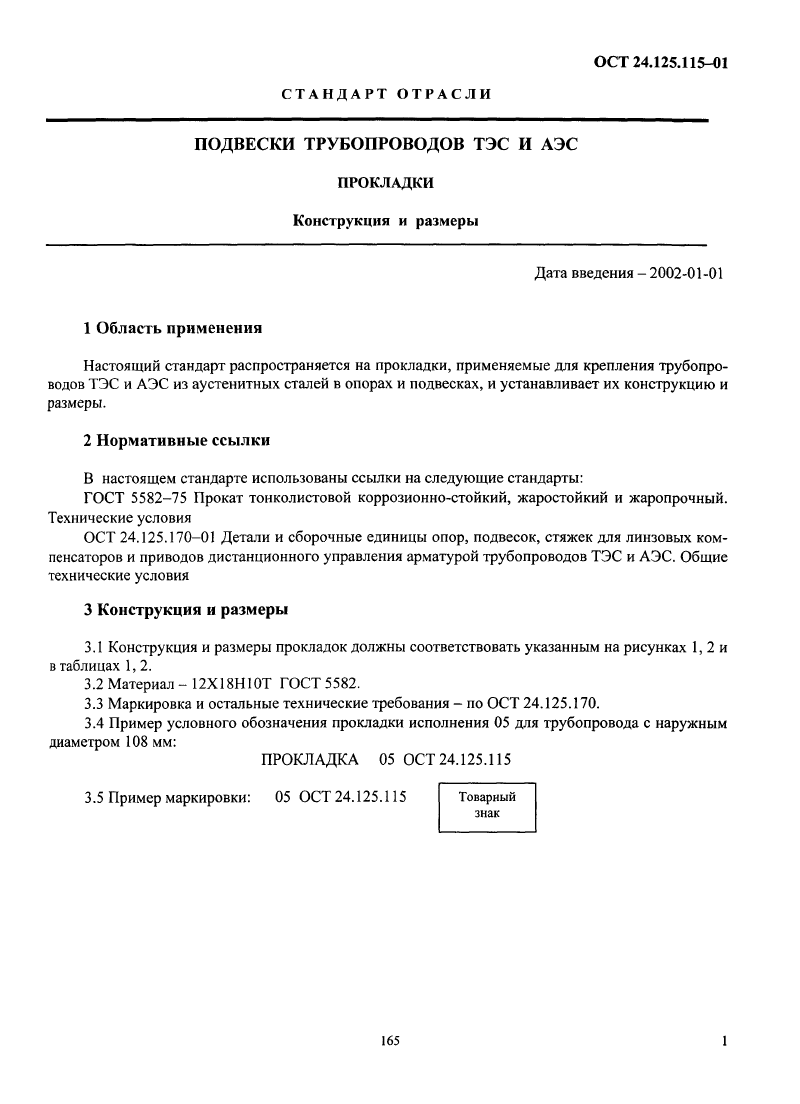 ОСТ 24.125.115–01
СТАНДАРТ ОТРАСЛИ
ПОДВЕСКИ ТРУБОПРОВОДОВ ТЭС И АЭС
ПРОКЛАДКИ
Конструкция и размеры
Дата введения – 2002-01-01
1 Область применения
Настоящий стандарт распространяется на прокладки, применяемые для крепления трубопро-
водов ТЭС и АЭС из аустенитных сталей в опорах и подвесках, и устанавливает их конструкцию и
размеры.
2 Нормативные ссылки
В настоящем стандарте использованы ссылки на следующие стандарты:
ГОСТ 5582–75 Прокат тонколистовой коррозионно-стойкий, жаростойкий и жаропрочный.
Технические условия
ОСТ 24.125.170–01 Детали и сборочные единицы опор, подвесок, стяжек для линзовых ком-
пенсаторов и приводов дистанционного управления арматурой трубопроводов ТЭС и АЭС. Общие
технические условия
3 Конструкция и размеры
3.1 Конструкция и размеры прокладок должны соответствовать указанным на рисунках 1, 2 и
в таблицах 1, 2.
3.2 Материал – 12Х18Н10Т ГОСТ 5582.
3.3 Маркировка и остальные технические требования – по ОСТ 24.125.170.
3.4 Пример условного обозначения прокладки исполнения 05 для трубопровода с наружным
диаметром 108 мм:
ПРОКЛАДКА 05 ОСТ 24.125.115
3.5 Пример маркировки: 05 ОСТ 24.125.115
Товарный
знак
165
1